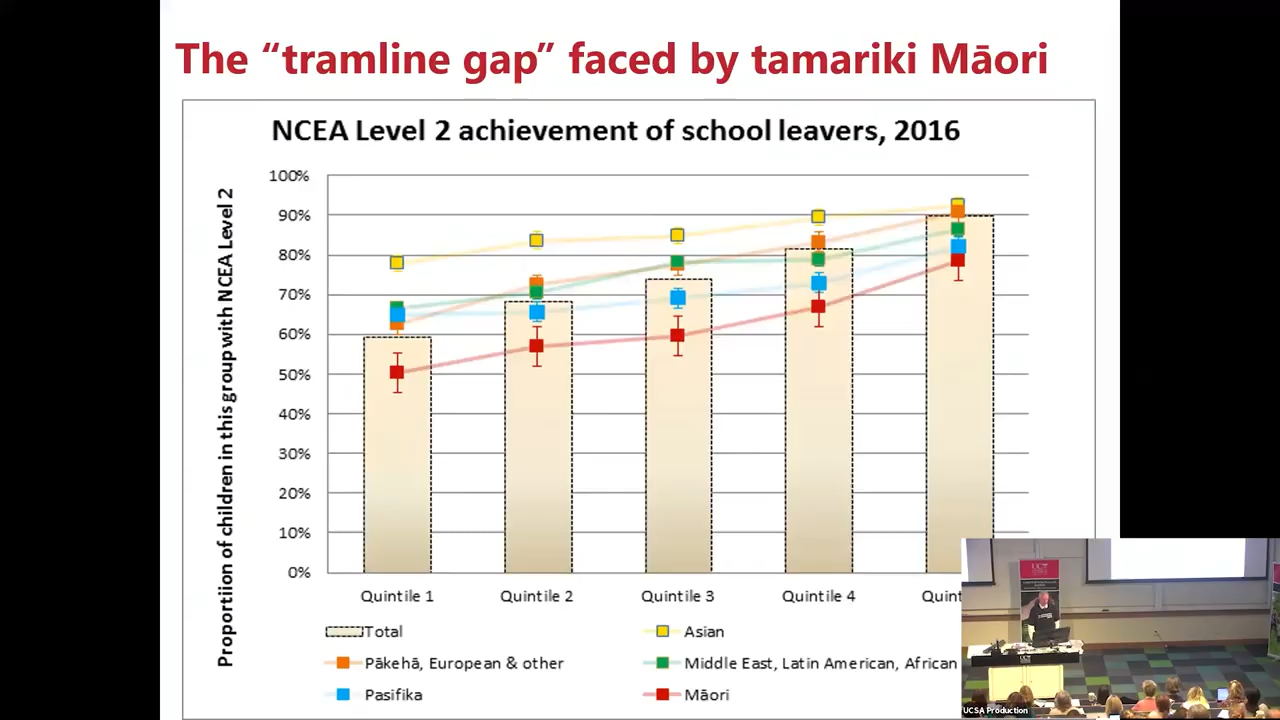 The “tramline gap” faced by tamariki Māori
NCEA Level 2 achievement of school leavers, 2016
Proportiion of children in this group with NCEA Level 2
100%
90%
80%
70%
60%
50%
40%
30%
20%
10%
0%
Quintile 1
Quintile 2
Quintile 3
Quintile 4
Quint
Total
Asian
Pākehā, European & other
Middle East, Latin American, African
Pasifika
Māori
UC
UCSA Production